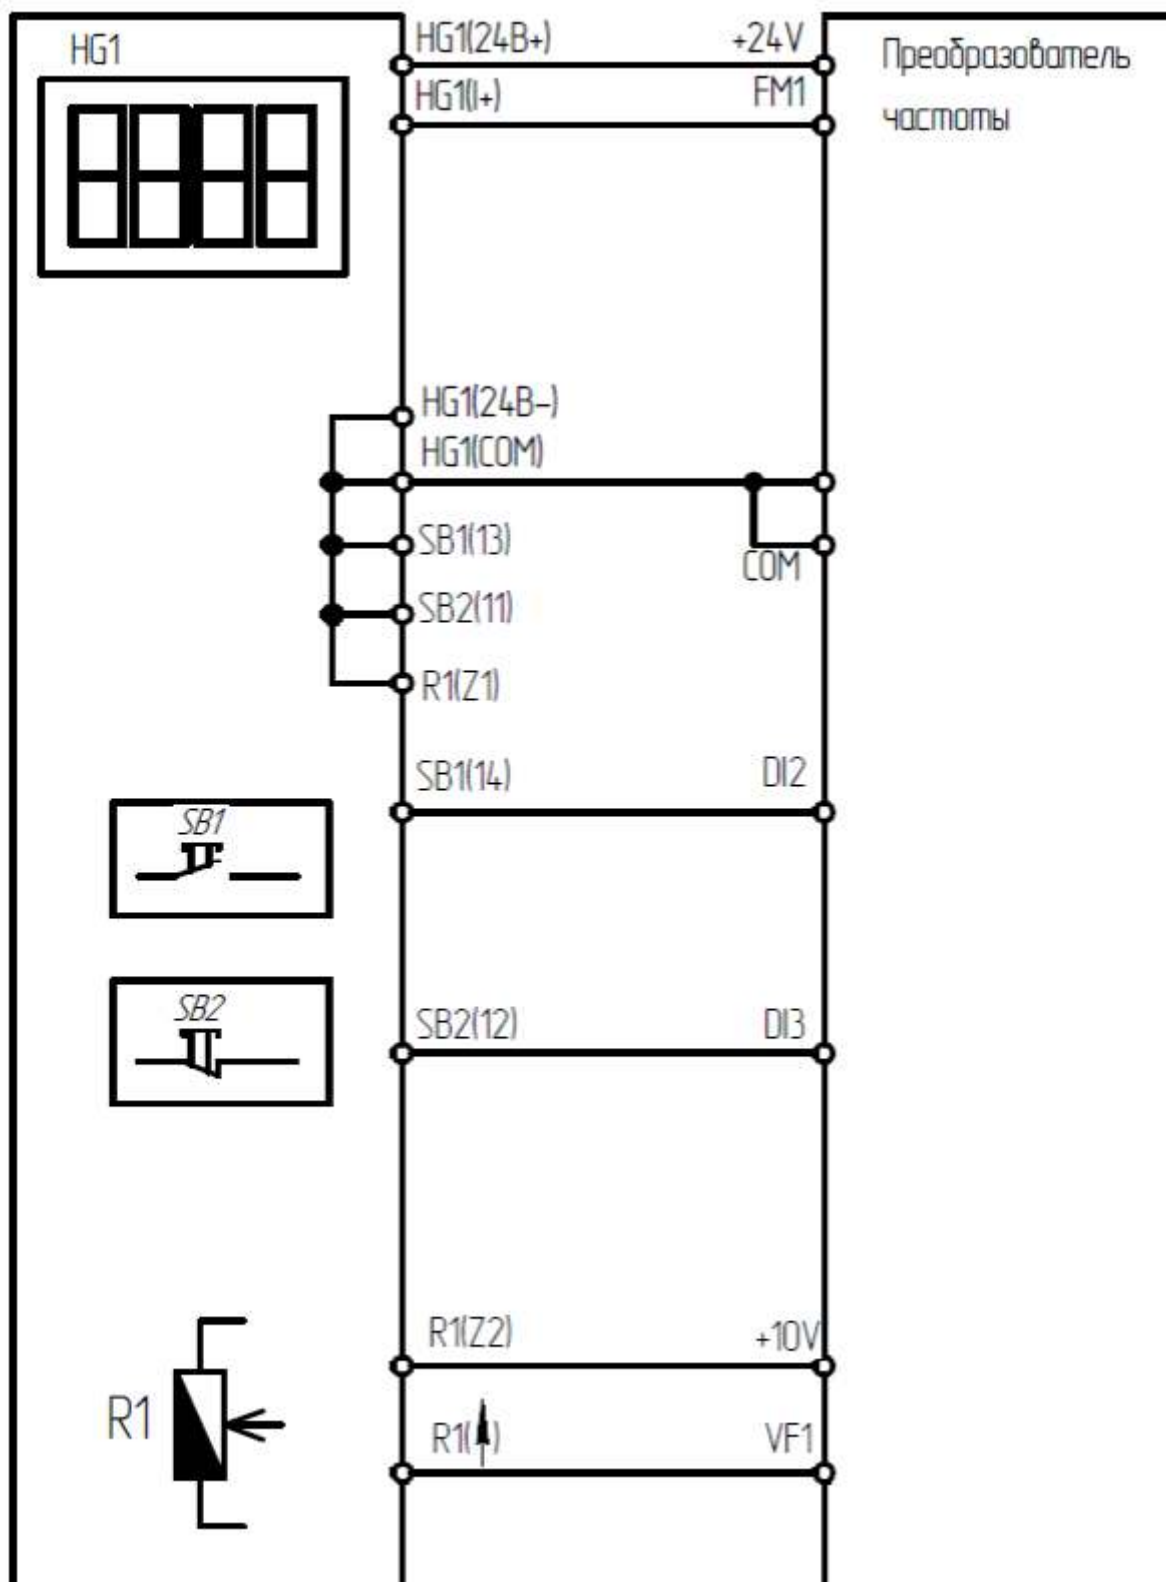 HG1
HG1(24В+)
+24V
Преобразователь
частоты
HG1(I+)
FM1
HG1(24В-)
HG1(COM)
SB1(13)
COM
SB2(11)
R1(Z1)
SB1(14)
DI2
SB1
SB2
SB2(12)
DI3
R1(Z2)
+10V
R1
R1( )
VF1